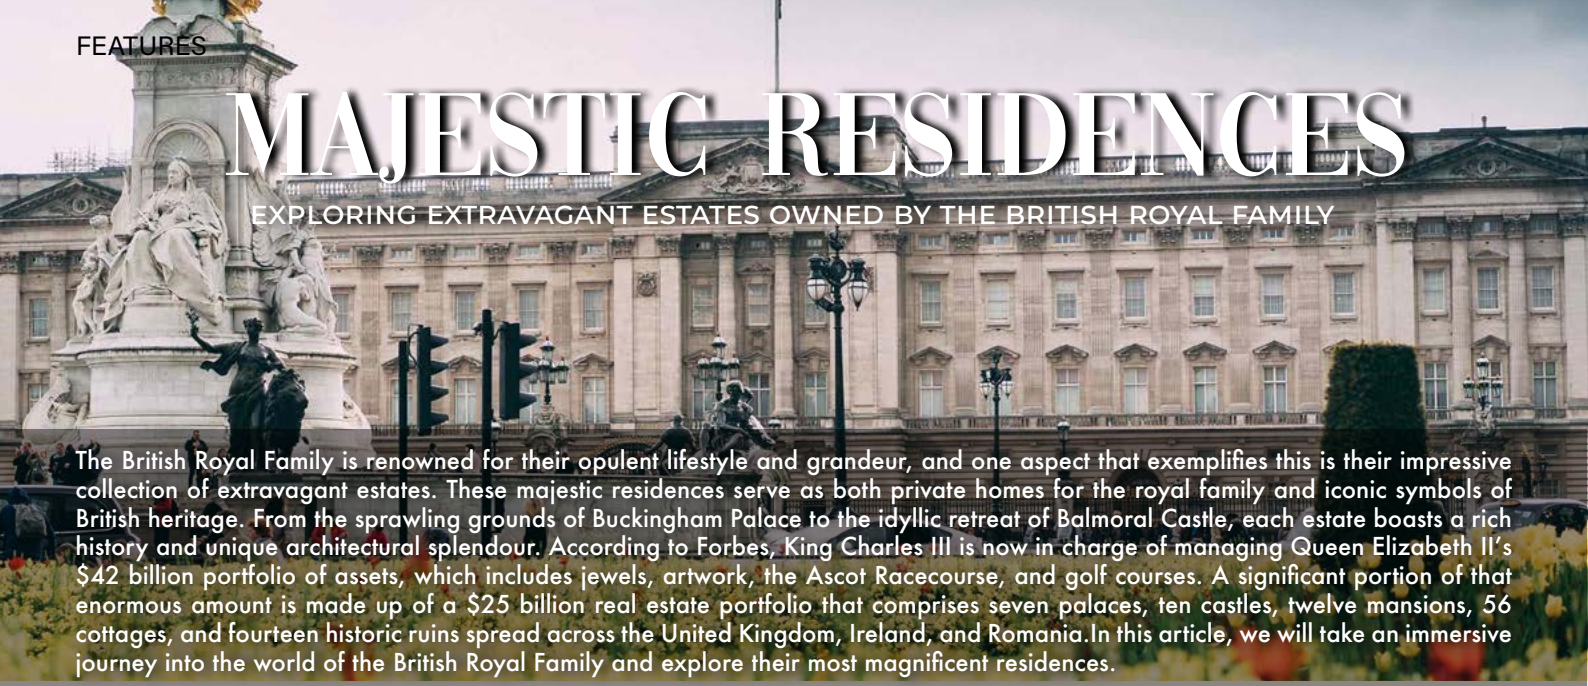 FEATURES
MAJESTIC RESIDENCES
EXPLORING EXTRAVAGANT ESTATES OWNED BY THE BRITISH ROYAL FAMILY
The British Royal Family is renowned for their opulent lifestyle and grandeur, and one aspect that exemplifies this is their impressive
collection of extravagant estates. These majestic residences serve as both private homes for the royal family and iconic symbols of
British heritage. From the sprawling grounds of Buckingham Palace to the idyllic retreat of Balmoral Castle, each estate boasts a rich
history and unique architectural splendour. According to Forbes, King Charles III is now in charge of managing Queen Elizabeth II's
$42 billion portfolio of assets, which includes jewels, artwork, the Ascot Racecourse, and golf courses. A significant portion of that
enormous amount is made up of a $25 billion real estate portfolio that comprises seven palaces, ten castles, twelve mansions, 56
cottages, and fourteen historic ruins spread across the United Kingdom, Ireland, and Romania.In this article, we will take an immersive
journey into the world of the British Royal Family and explore their most magnificent residences.